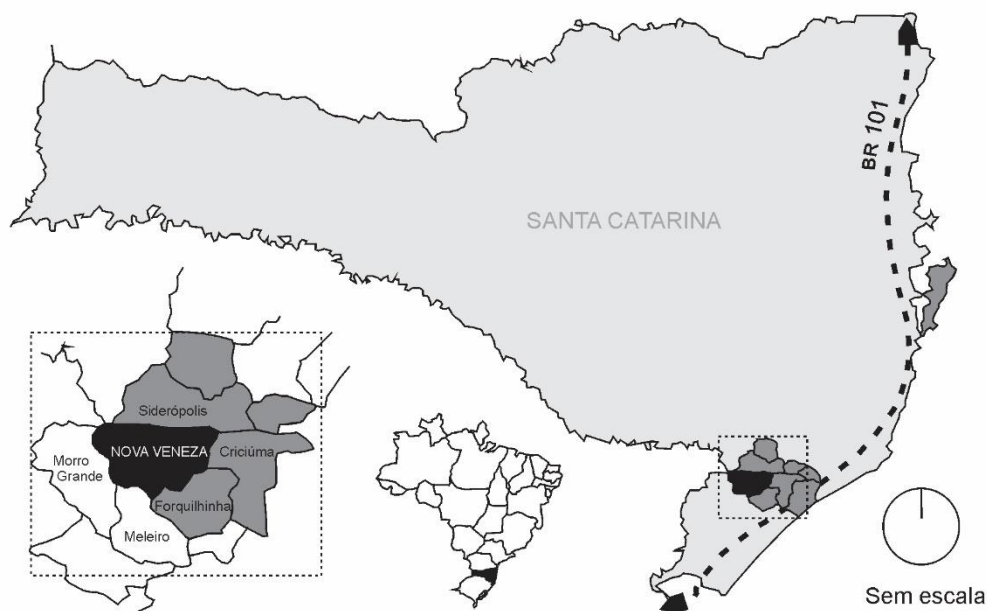 BR 101
SANTA CATARINA
Siderópolis
NOVA VENEZA
Criciúma
Morro
Grande
Forquilhinha
Meleiro
Sem escala